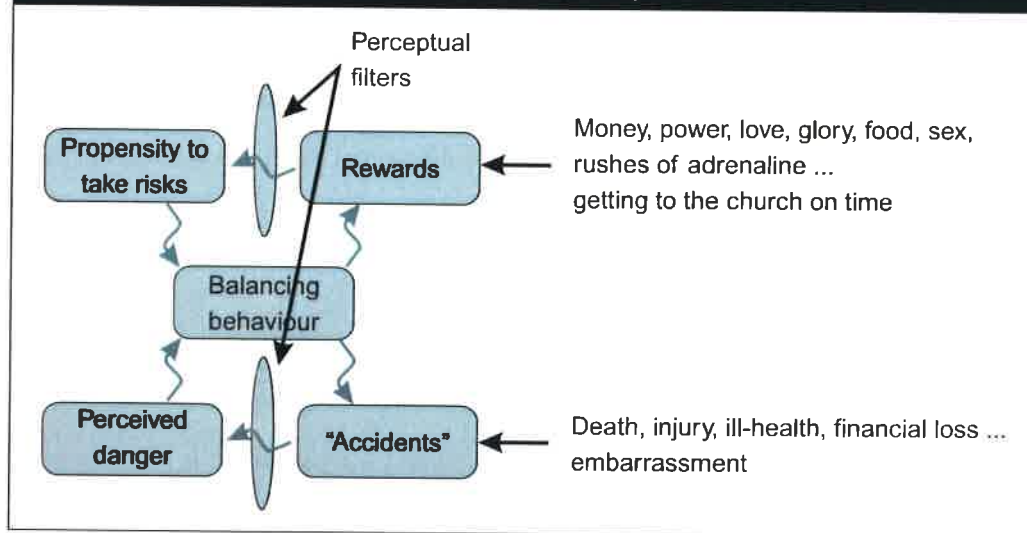 Perceptual
filters
Propensity to
take risks
Rewards
Money, power, love, glory, food, sex,
rushes of adrenaline ...
getting to the church on time
Balancing
behaviour
Perceived
danger
"Accidents"
Death, injury, ill-health, financial loss ...
embarrassment